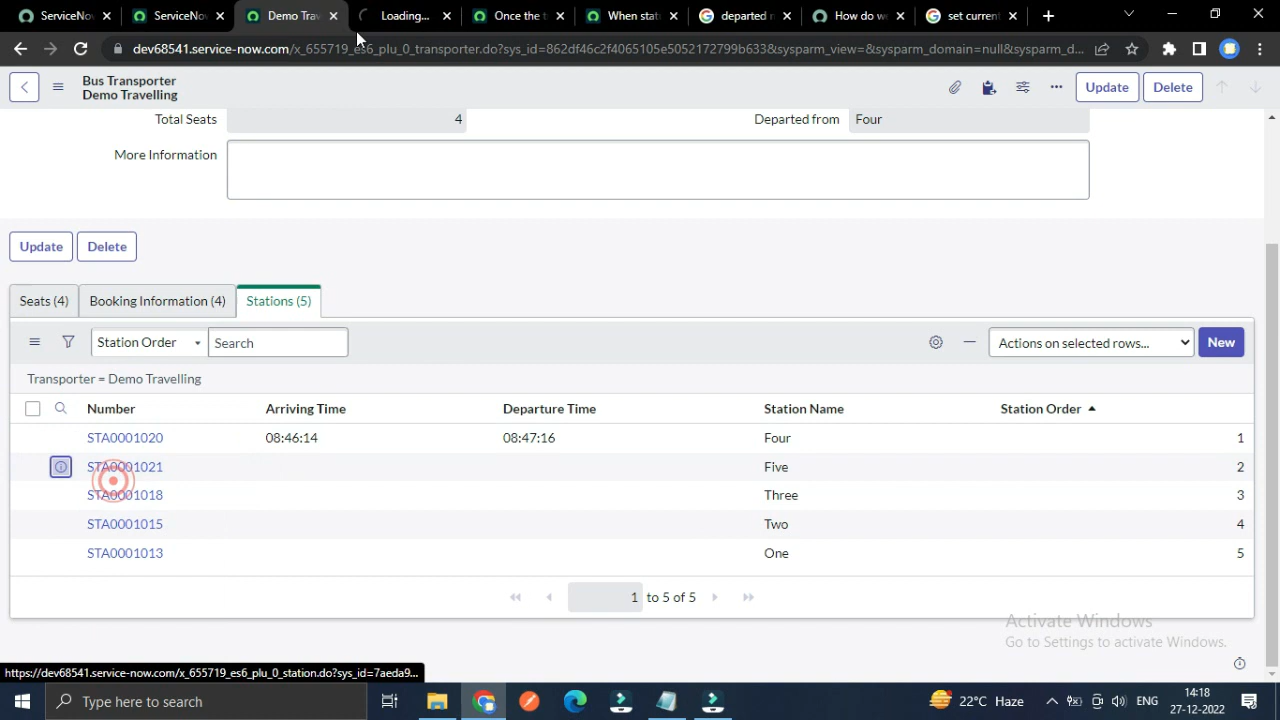 ServiceNov
ServiceNov
Demo Trav
Loading...
Once the t
When stat
departed n
How do we
set current
dev68541.service-now.com/x_655719_es6_plu_0_transporter.do?sys_id=862df46c2f4065105e5052172799b633&sysparm_view=&sysparm_domain=null&sysparm_d...
Bus Transporter
Demo Travelling
Update
Delete
Total Seats
4
Departed from
Four
More Information
Update
Delete
Seats (4)
Booking Information (4)
Stations (5)
Station Order
Search
Actions on selected rows...
New
Transporter = Demo Travelling
Number
Arriving Time
Departure Time
Station Name
Station Order
STA0001020
08:46:14
08:47:16
Four
1
STA0001021
Five
2
STA0001018
Three
3
STA0001015
Two
4
STA0001013
One
5
1
to 5 of 5
Activate Windows
Go to Settings to activate Windows.
https://dev68541.service-now.com/x_655719_es6_plu_0_station.do?sys_id=7aeda9...
Type here to search
22°C Haze
ENG
14:18
27-12-2022